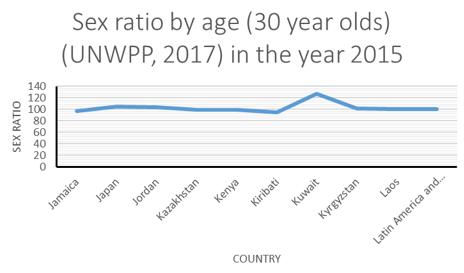 Sex ratio by age (30 year olds)
(UNWPP, 2017) in the year 2015
140
120
100
80
60
40
20
0
SEX RATIO
Jamaica
Japan
Jordan
Kazakhstan
Kenya
Kiribati
Kuwait
Kyrgyzstan
Laos
Latin America and...
COUNTRY